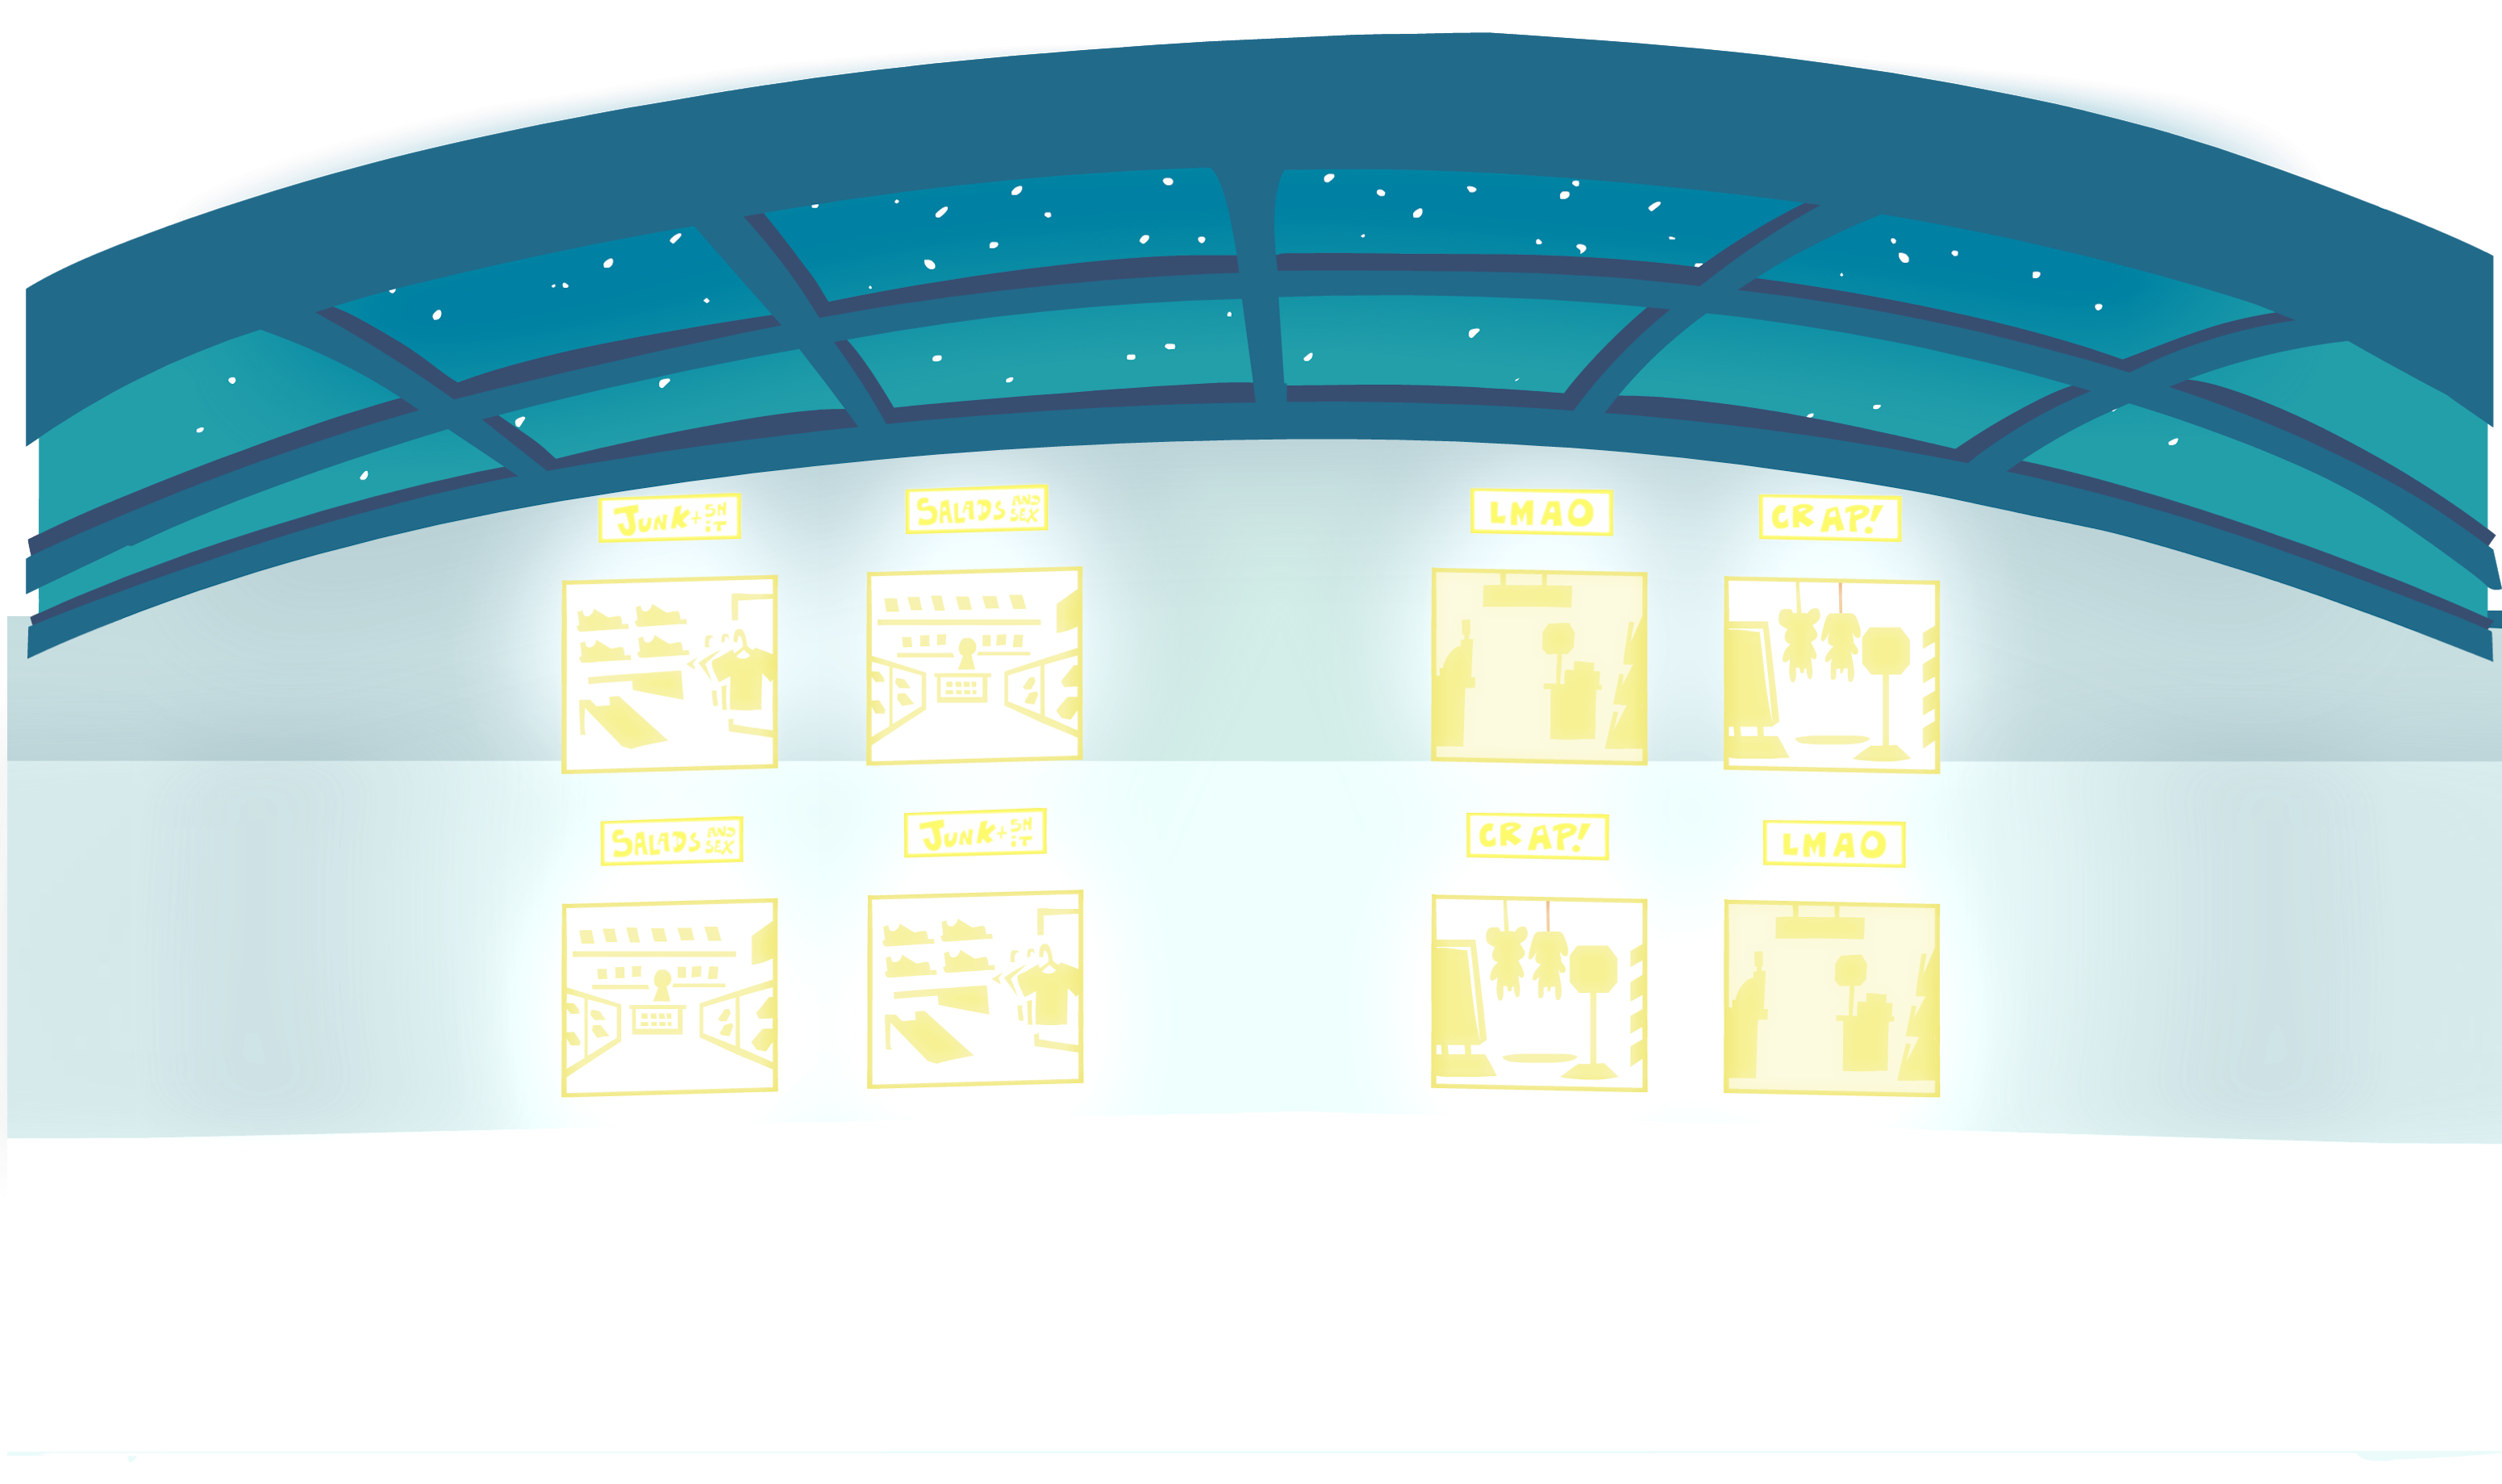 JUNK + SH
iT
SALADS AND
SEX
LMAO
CRAP!
SALADS AND
SEX
JUNK + SH
iT
CRAP!
LMAO